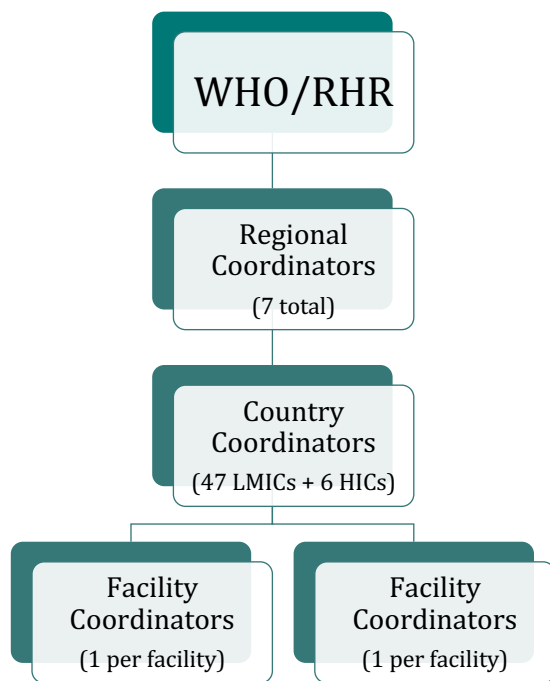 WHO/RHR
Regional
Coordinators
(7 total)
Country
Coordinators
(47 LMICs + 6 HICs)
Facility
Coordinators
(1 per facility)
Facility
Coordinators
(1 per facility)